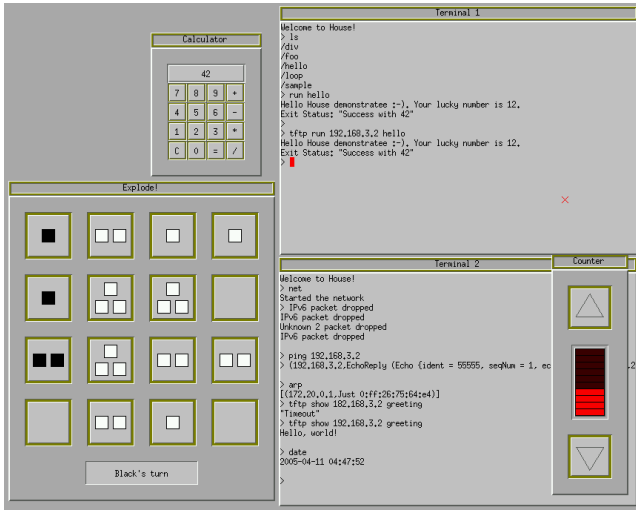 Terminal 1
Welcome to House!
> ls
/div
/foo
/hello
/loop
/sample
> run hello
Hello House demonstratee :-). Your lucky number is 12.
Exit Status: "Success with 42"
>
> tftp run 192.168.3.2 hello
Hello House demonstratee :-). Your lucky number is 12.
Exit Status: "Success with 42"
>
Calculator
42
7 8 9 +
4 5 6 -
1 2 3 *
C 0 = /
Explode!
Black's turn
Terminal 2
Welcome to House!
> net
Started the network
> IPv6 packet dropped
IPv6 packet dropped
Unknown 2 packet dropped
IPv6 packet dropped
> ping 192.168.3.2
> (192.168.3.2,EchoReply (Echo {ident = 55555, seqNum = 1, ec
.2
> arp
[(172.20.0.1,Just 0:ff:26:75:64:e4)]
> tftp show 182.168.3.2 greeting
"Timeout"
> tftp show 192.168.3.2 greeting
Hello, world!
> date
2005-04-11 04:47:52
>
Counter